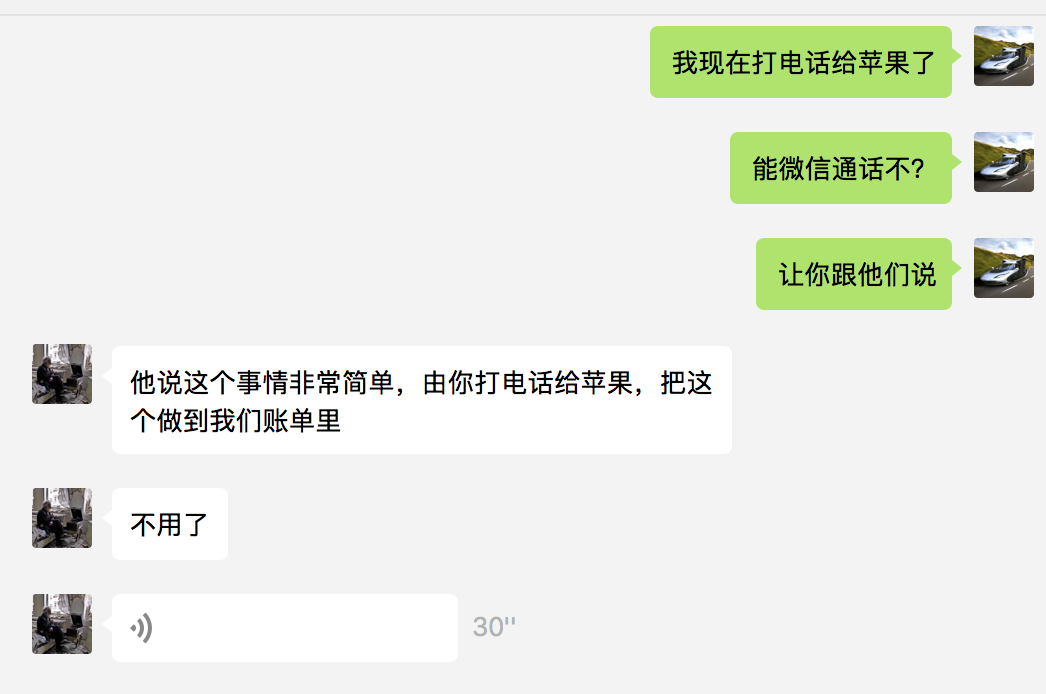 我现在打电话给苹果了
能微信通话不?
让你跟他们说
他说这个事情非常简单，由你打电话给苹果，把这
个做到我们账单里
不用了
30''